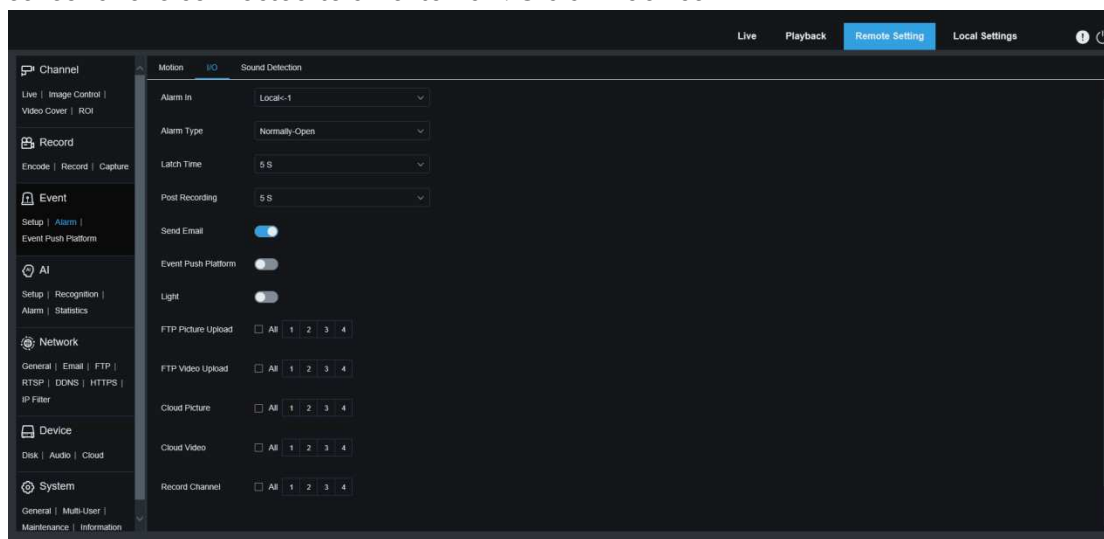 Live Playback Remote Setting Local Settings
Channel
Live | Image Control |
Video Cover | ROI
Record
Encode | Record | Capture
Event
Setup | Alarm |
Event Push Platform
AI
Setup | Recognition |
Alarm | Statistics
Network
General | Email | FTP |
RTSP | DDNS | HTTPS |
IP Filter
Device
Disk | Audio | Cloud
System
General | Multi-User |
Maintenance | Information
Motion I/O Sound Detection
Alarm In Local<-1
Alarm Type Normally-Open
Latch Time 5 S
Post Recording 5 S
Send Email
Event Push Platform
Light
FTP Picture Upload All 1 2 3 4
FTP Video Upload All 1 2 3 4
Cloud Picture All 1 2 3 4
Cloud Video All 1 2 3 4
Record Channel All 1 2 3 4